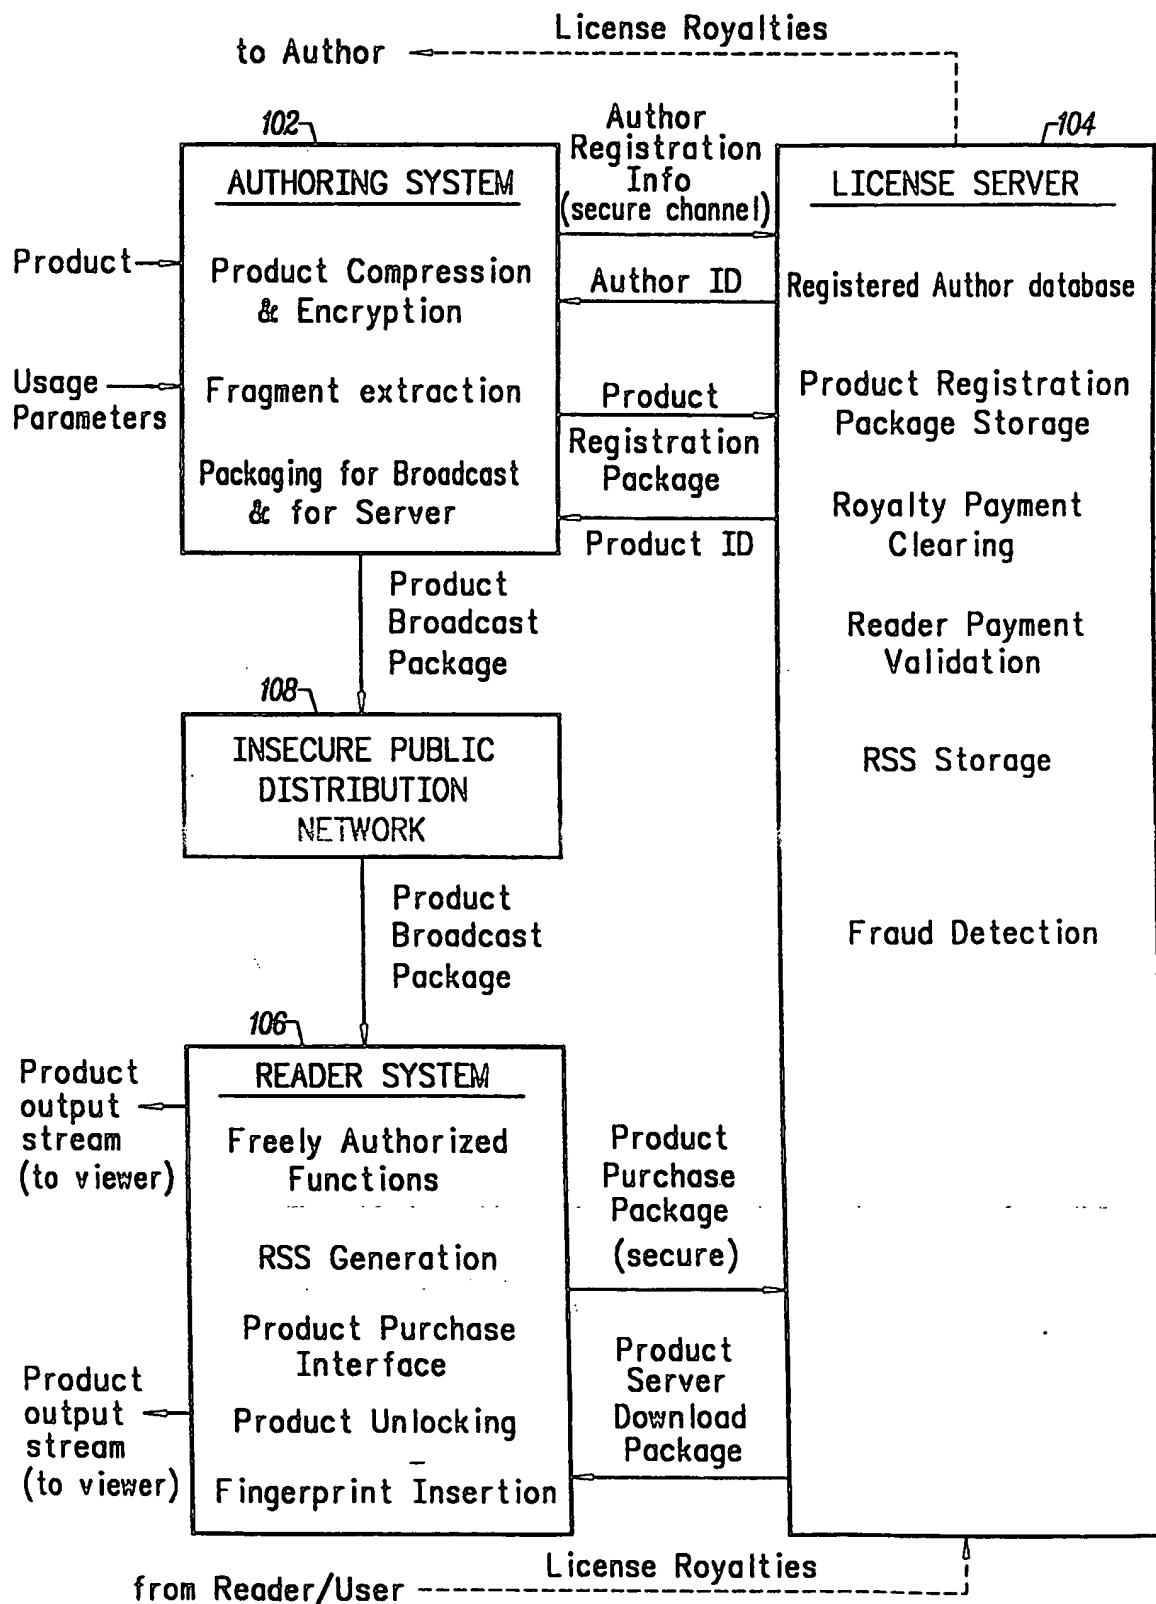 License Royalties
to Author
102
Author
Registration
Info
(secure channel)
104
AUTHORING SYSTEM
LICENSE SERVER
Product
Product Compression
& Encryption
Author ID
Registered Author database
Usage
Parameters
Fragment extraction
Product
Registration
Package
Product Registration
Package Storage
Packaging for Broadcast
& for Server
Product ID
Royalty Payment
Clearing
Product
Broadcast
Package
Reader Payment
Validation
108
INSECURE PUBLIC
DISTRIBUTION
NETWORK
RSS Storage
Product
Broadcast
Package
Fraud Detection
106
READER SYSTEM
Product
output
stream
(to viewer)
Freely Authorized
Functions
Product
Purchase
Package
(secure)
RSS Generation
Product Purchase
Interface
Product
Server
Download
Package
Product
output
stream
(to viewer)
Product Unlocking
Fingerprint Insertion
License Royalties
from Reader/User